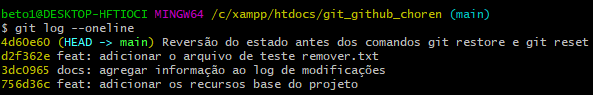 beto1@DESKTOP-HFTIOCI MINGW64 /c/xampp/htdocs/git_github_choren (main)
$ git log --oneline
4d60e60 (HEAD -> main) Reversão do estado antes dos comandos git restore e git reset
d2f362e feat: adicionar o arquivo de teste remover.txt
3dc0965 docs: agregar informação ao log de modificações
756d36c feat: adicionar os recursos base do projeto